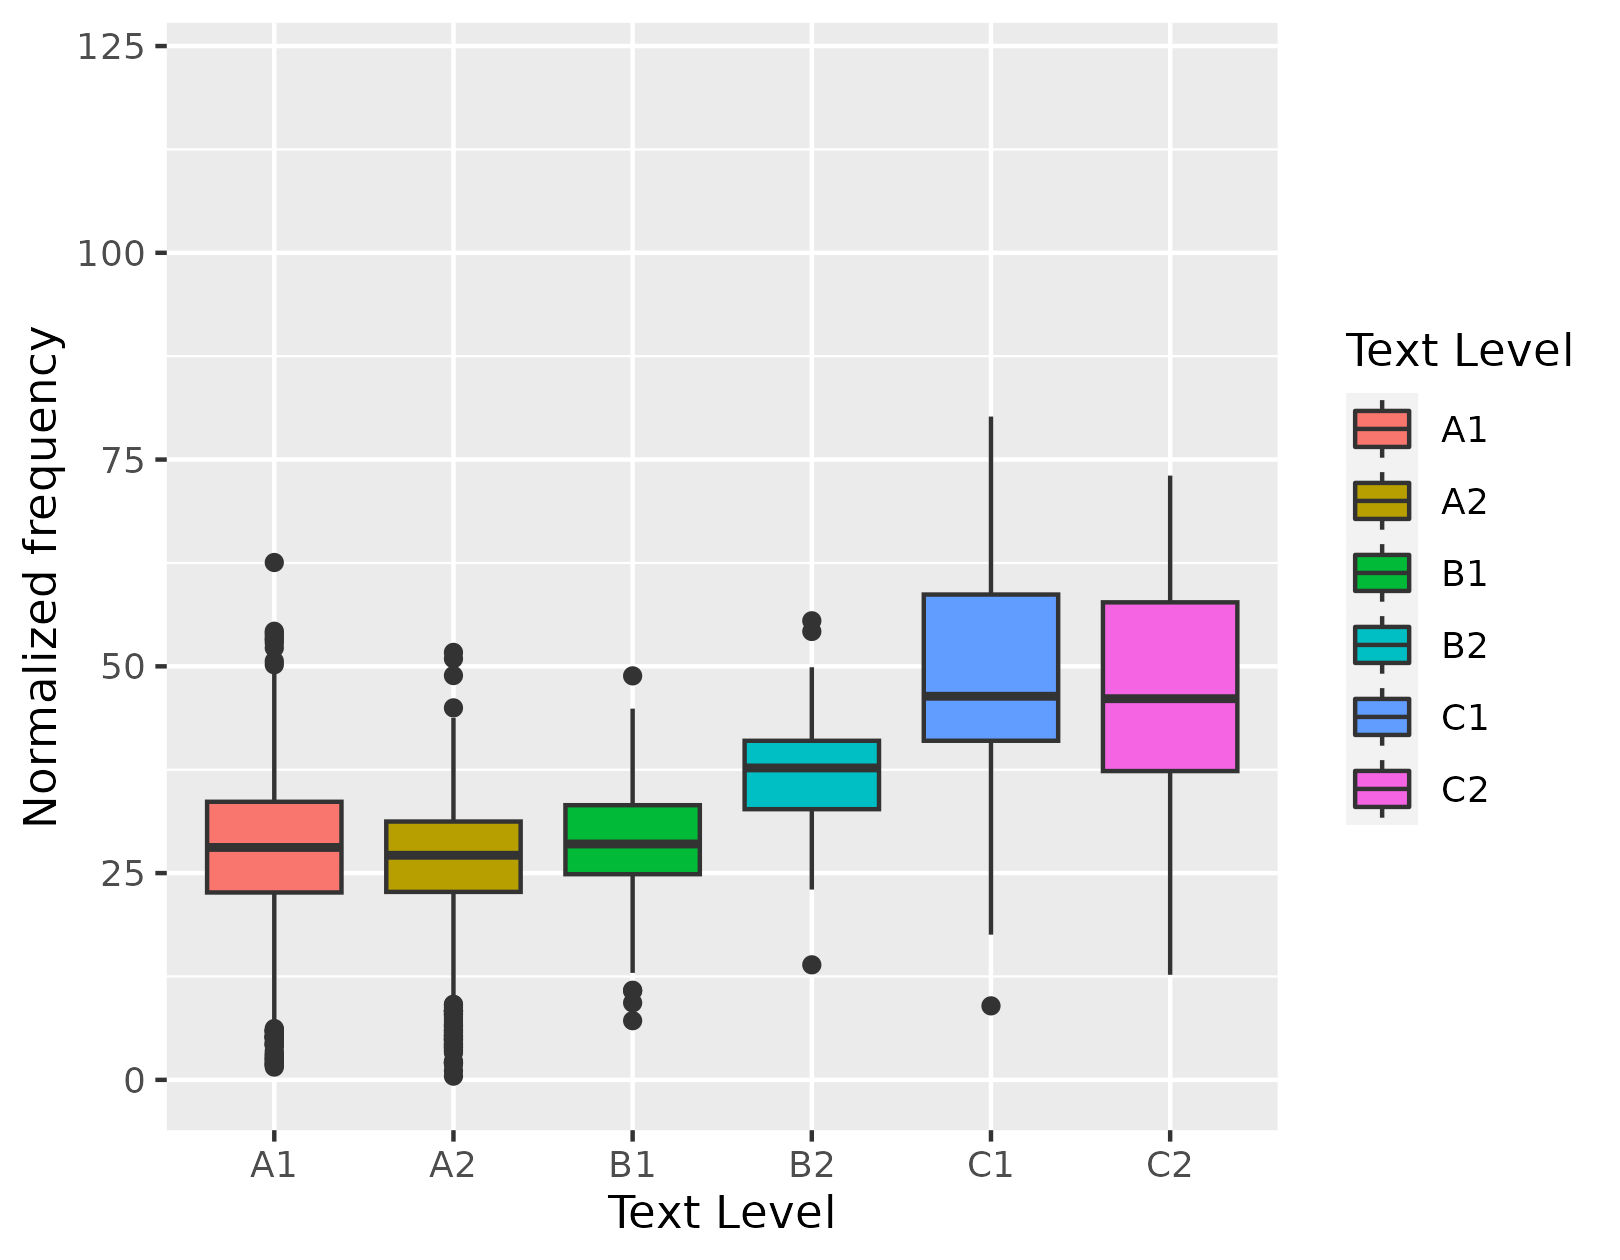 Normalized frequency
125
100
75
50
25
0
A1 A2 B1 B2 C1 C2
Text Level
Text Level
A1
A2
B1
B2
C1
C2